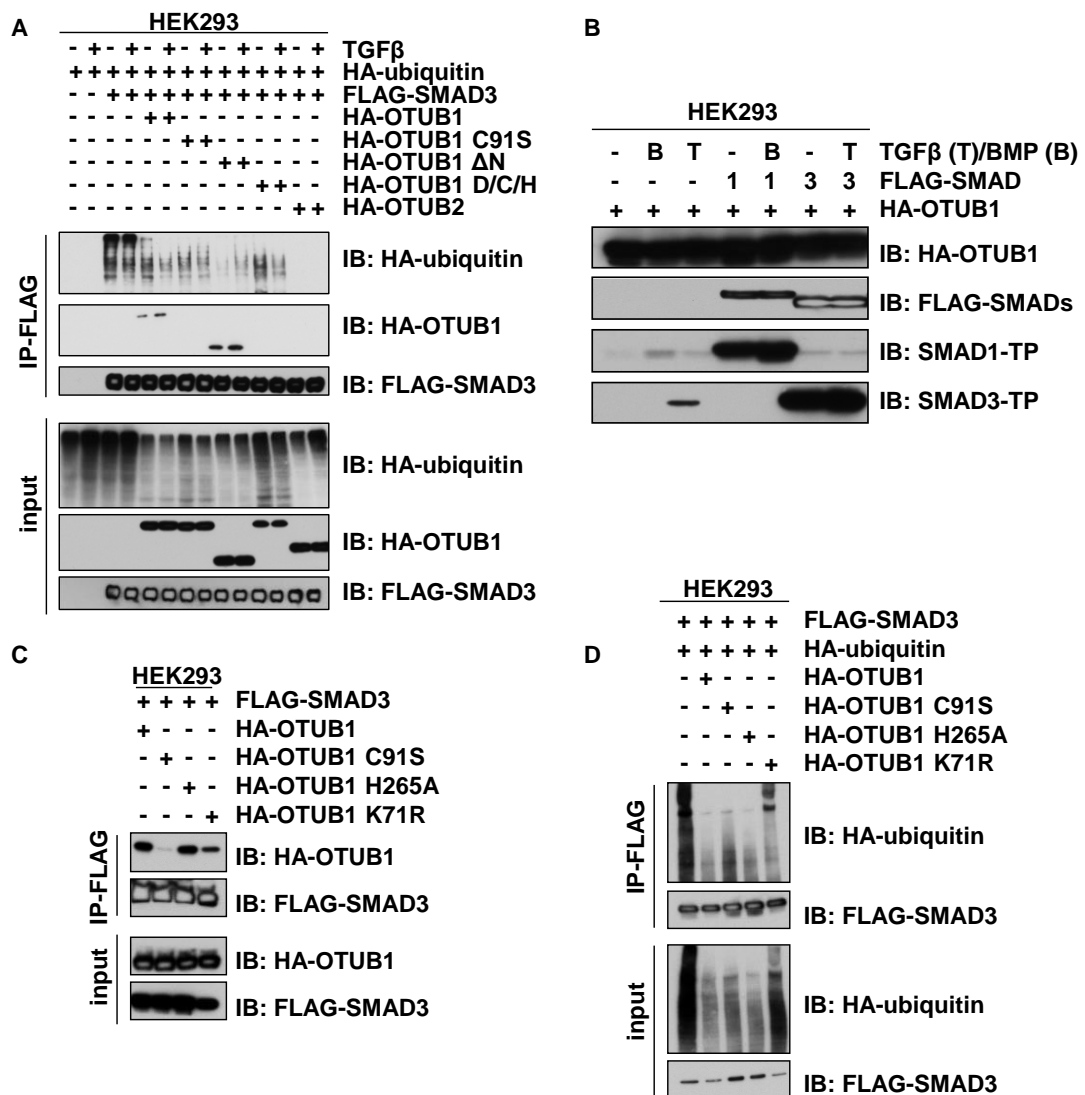 A
HEK293
- + - + - + - + - + - + - + TGFβ
+ + + + + + + + + + + + + + HA-ubiquitin
- - + + + + + + + + + + + + FLAG-SMAD3
- - - - + + - - - - - - - - HA-OTUB1
- - - - - - + + - - - - - - HA-OTUB1 C91S
- - - - - - - - + + - - - - HA-OTUB1 ΔN
- - - - - - - - - - + + - - HA-OTUB1 D/C/H
- - - - - - - - - - - - + + HA-OTUB2
IP-FLAG
IB: HA-ubiquitin
IB: HA-OTUB1
IB: FLAG-SMAD3
input
IB: HA-ubiquitin
IB: HA-OTUB1
IB: FLAG-SMAD3
B
HEK293
- B T - B - T TGFβ (T)/BMP (B)
- - - 1 1 3 3 FLAG-SMAD
+ + + + + + + HA-OTUB1
IB: HA-OTUB1
IB: FLAG-SMADs
IB: SMAD1-TP
IB: SMAD3-TP
C
HEK293
+ + + + FLAG-SMAD3
+ - - - HA-OTUB1
- + - - HA-OTUB1 C91S
- - + - HA-OTUB1 H265A
- - - + HA-OTUB1 K71R
IP-FLAG
IB: HA-OTUB1
IB: FLAG-SMAD3
input
IB: HA-OTUB1
IB: FLAG-SMAD3
D
HEK293
+ + + + + FLAG-SMAD3
+ + + + + HA-ubiquitin
- + - - - HA-OTUB1
- - + - - HA-OTUB1 C91S
- - - + - HA-OTUB1 H265A
- - - - + HA-OTUB1 K71R
IP-FLAG
IB: HA-ubiquitin
IB: FLAG-SMAD3
input
IB: HA-ubiquitin
IB: FLAG-SMAD3